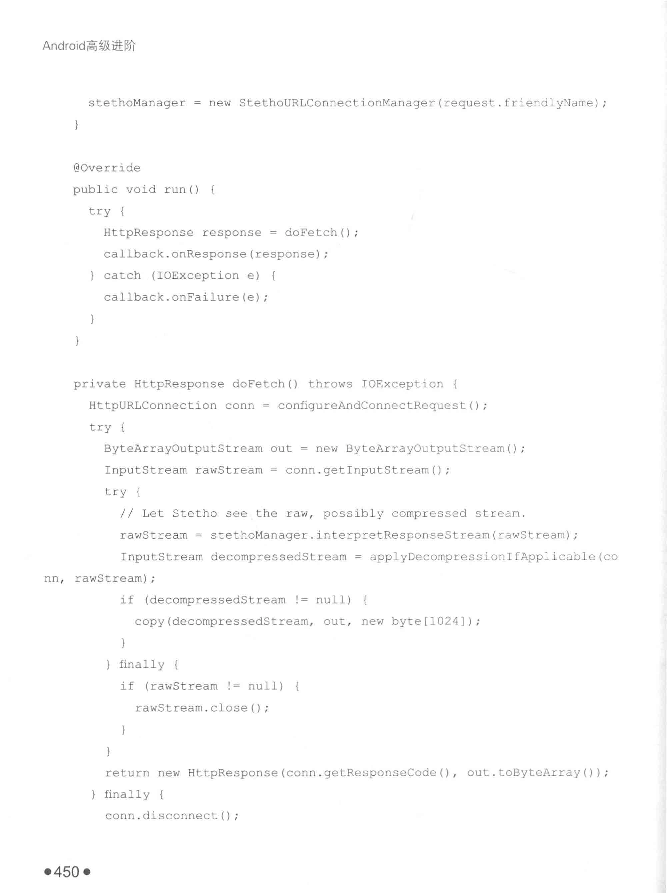 Android高级进阶
stethoManager = new StethoURLConnectionManager(request.friendlyName);
}
@Override
public void run() {
try {
HttpResponse response = doFetch();
callback.onResponse(response);
} catch (IOException e) {
callback.onFailure(e);
}
}
private HttpResponse doFetch() throws IOException {
HttpURLConnection conn = configureAndConnectRequest();
try {
ByteArrayOutputStream out = new ByteArrayOutputStream();
InputStream rawStream = conn.getInputStream();
try {
// Let Stetho see the raw, possibly compressed stream.
rawStream = stethoManager.interpretResponseStream(rawStream);
InputStream decompressedStream = applyDecompressionIfApplicable(co
nn, rawStream);
if (decompressedStream != null) {
copy(decompressedStream, out, new byte[1024]);
}
} finally {
if (rawStream != null) {
rawStream.close();
}
}
return new HttpResponse(conn.getResponseCode(), out.toByteArray());
} finally {
conn.disconnect();
●450●